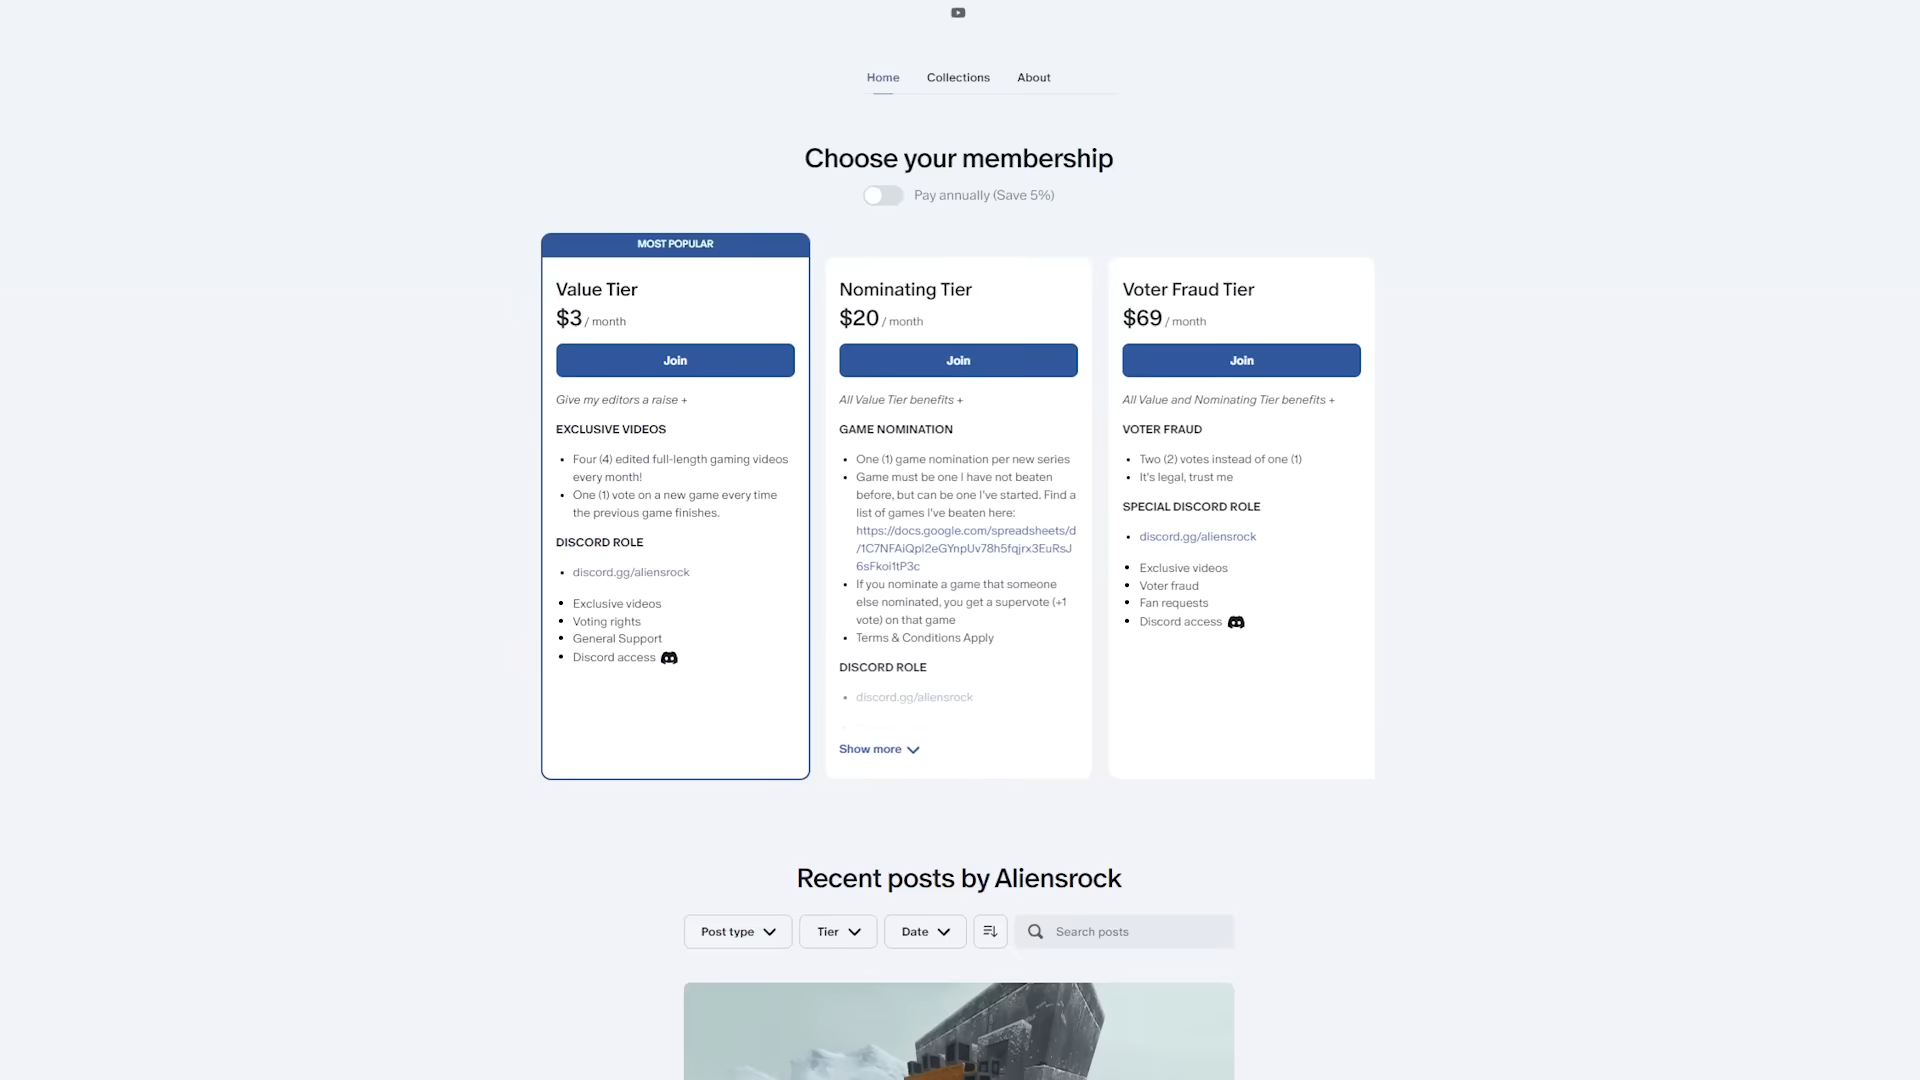 Home Collections About
Choose your membership
Pay annually (Save 5%)
MOST POPULAR
Value Tier
$3 / month
Join
Give my editors a raise +
EXCLUSIVE VIDEOS
• Four (4) edited full-length gaming videos
every month!
• One (1) vote on a new game every time
the previous game finishes.
DISCORD ROLE
• discord.gg/aliensrock
• Exclusive videos
• Voting rights
• General Support
• Discord access
Nominating Tier
$20 / month
Join
All Value Tier benefits +
GAME NOMINATION
• One (1) game nomination per new series
• Game must be one I have not beaten
before, but can be one I've started. Find a
list of games I've beaten here:
https://docs.google.com/spreadsheets/d
/1C7NFAiQpl2eGYnpUv78h5fqjrx3EuRsJ
6sFkoi1tP3c
• If you nominate a game that someone
else nominated, you get a supervote (+1
vote) on that game
• Terms & Conditions Apply
DISCORD ROLE
• discord.gg/aliensrock
Show more
Voter Fraud Tier
$69 / month
Join
All Value and Nominating Tier benefits +
VOTER FRAUD
• Two (2) votes instead of one (1)
• It's legal, trust me
SPECIAL DISCORD ROLE
• discord.gg/aliensrock
• Exclusive videos
• Voter fraud
• Fan requests
• Discord access
Recent posts by Aliensrock
Post type Tier Date Search posts